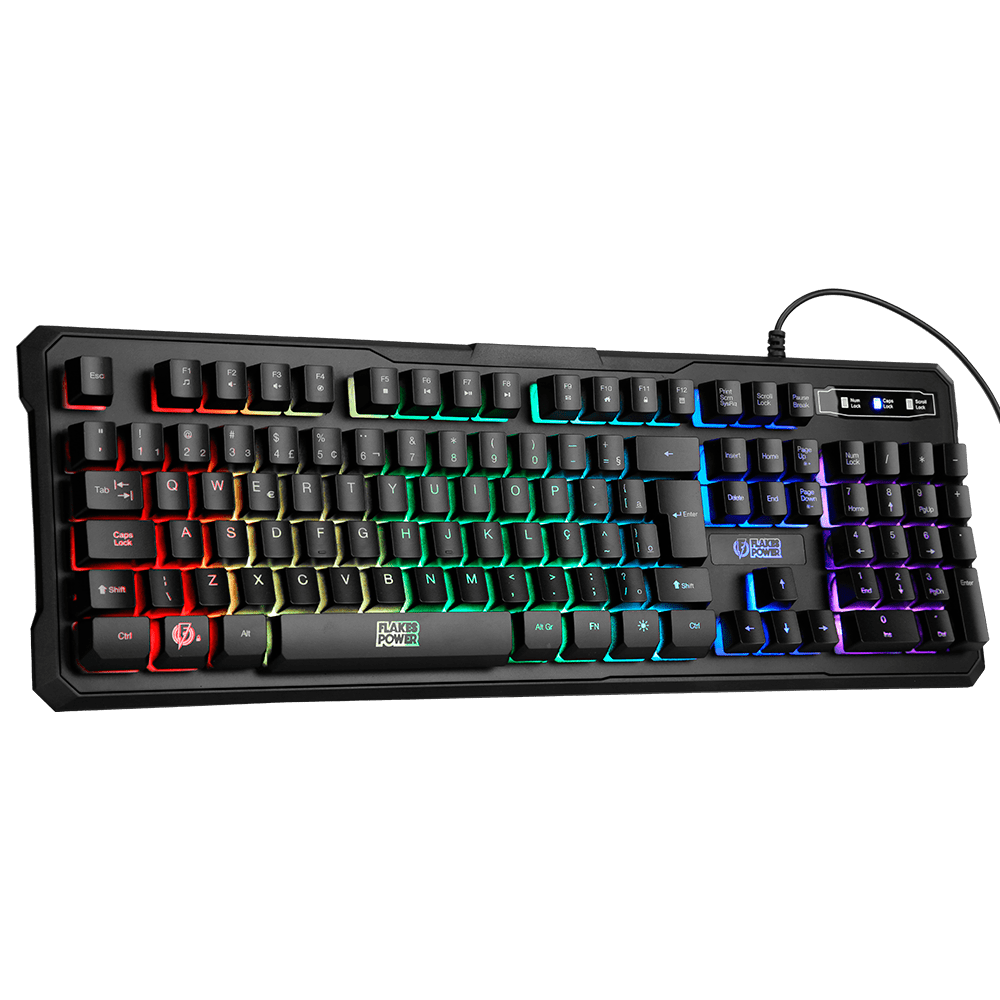 Esc F1 F2 F3 F4 F5 F6 F7 F8 F9 F10 F11 F12 Print Scrn SysRq Scroll Lock Pause Break Num Lock Caps Lock Scroll Lock
" ' ! 1 1 @ 2 2 # 3 3 $ 4 £ % 5 ¢ ¨ 6 ¬ & 7 * 8 ( 9 ) 0 _ - + = § ← Insert Home Page Up Num Lock / * -
Tab Q W E € R T Y U I O P ` ´ { [ ª ↵ Enter Delete End Page Down 7 Home 8 ↑ 9 PgUp +
Caps Lock A S D F G H J K L Ç ^ ~ } ] º FLAKES POWER 4 ← 5 6 → .
Shift | \ Z X C V B N M < , > . : ; ? / Shift ↑ 1 End 2 ↓ 3 PgDn Enter
Ctrl Alt FLAKES POWER Alt Gr FN Ctrl ← ↓ → 0 Ins Del